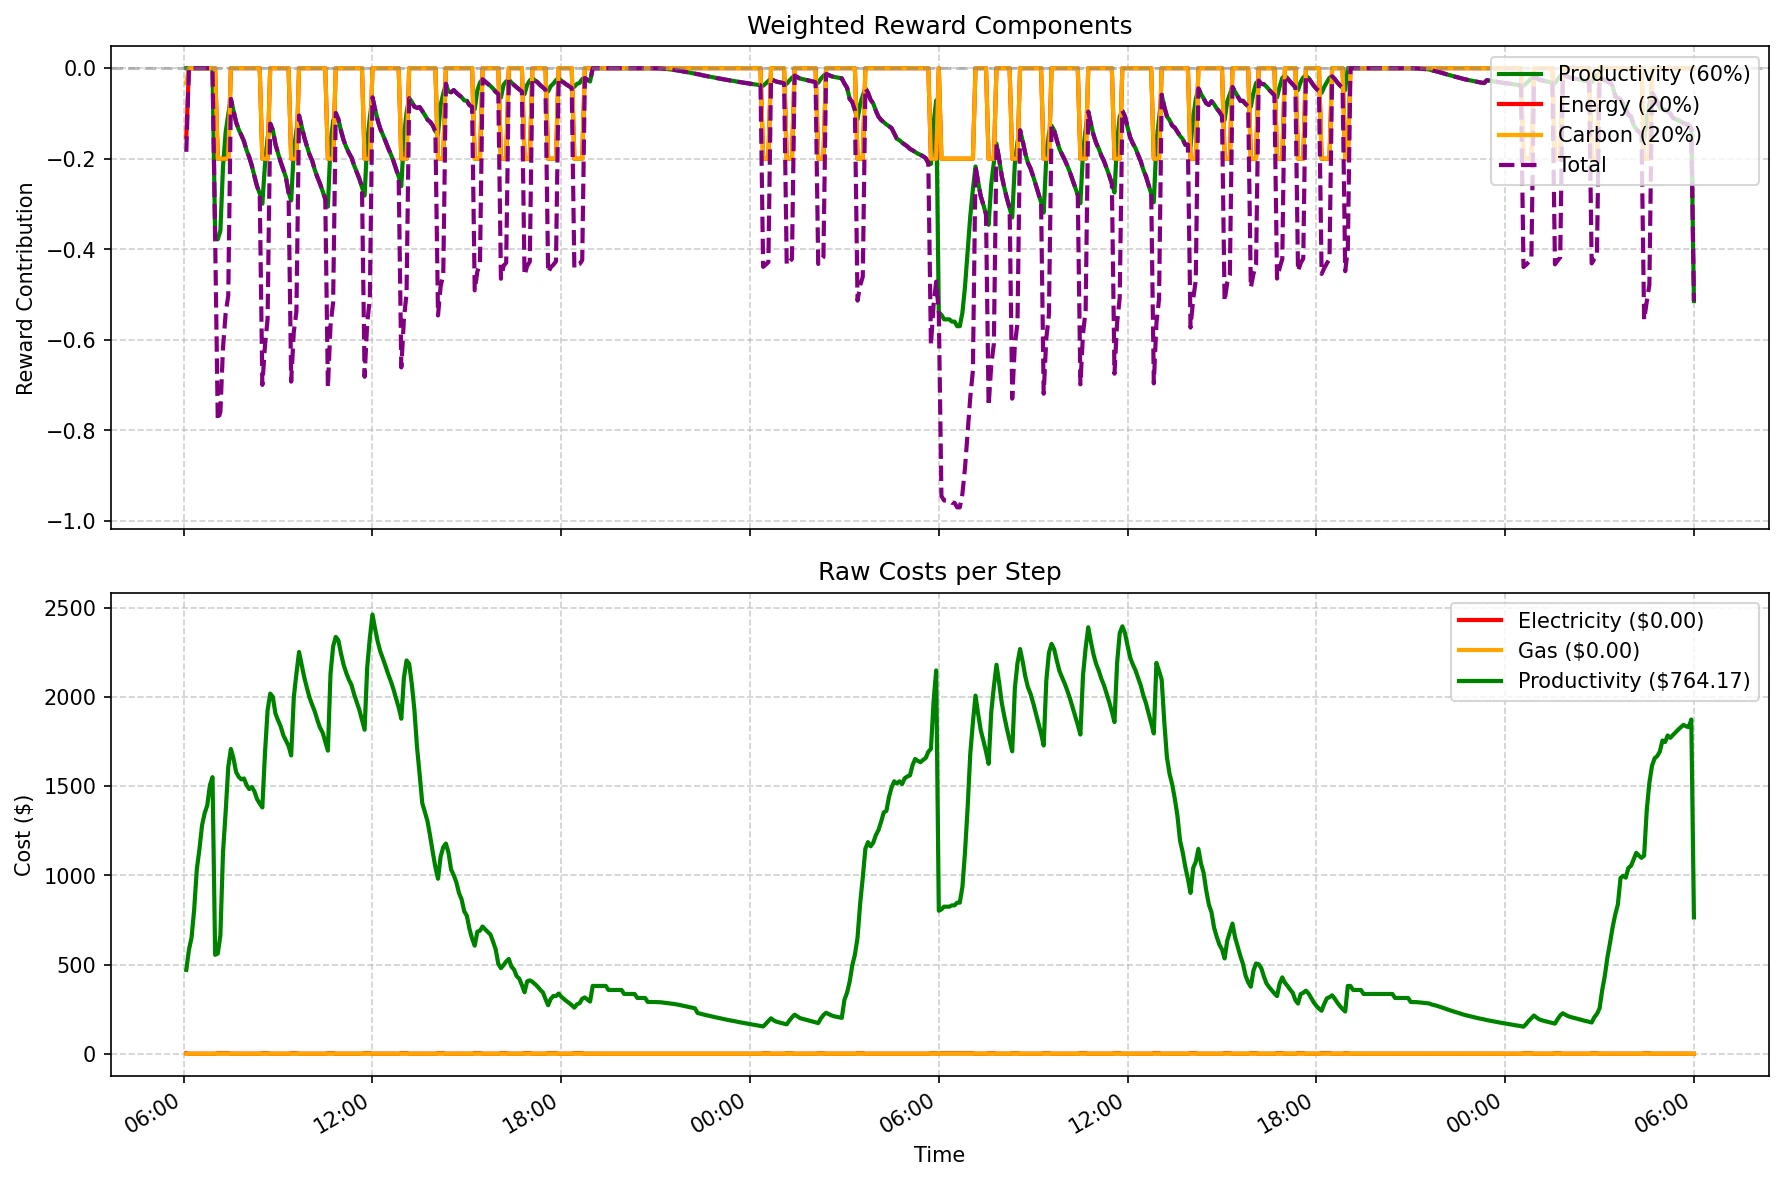 Weighted Reward Components
Reward Contribution
0.0
−0.2
−0.4
−0.6
−0.8
−1.0
Productivity (60%)
Energy (20%)
Carbon (20%)
Total
Raw Costs per Step
Cost ($)
2500
2000
1500
1000
500
0
Electricity ($0.00)
Gas ($0.00)
Productivity ($764.17)
06:00
12:00
18:00
00:00
06:00
12:00
18:00
00:00
06:00
Time